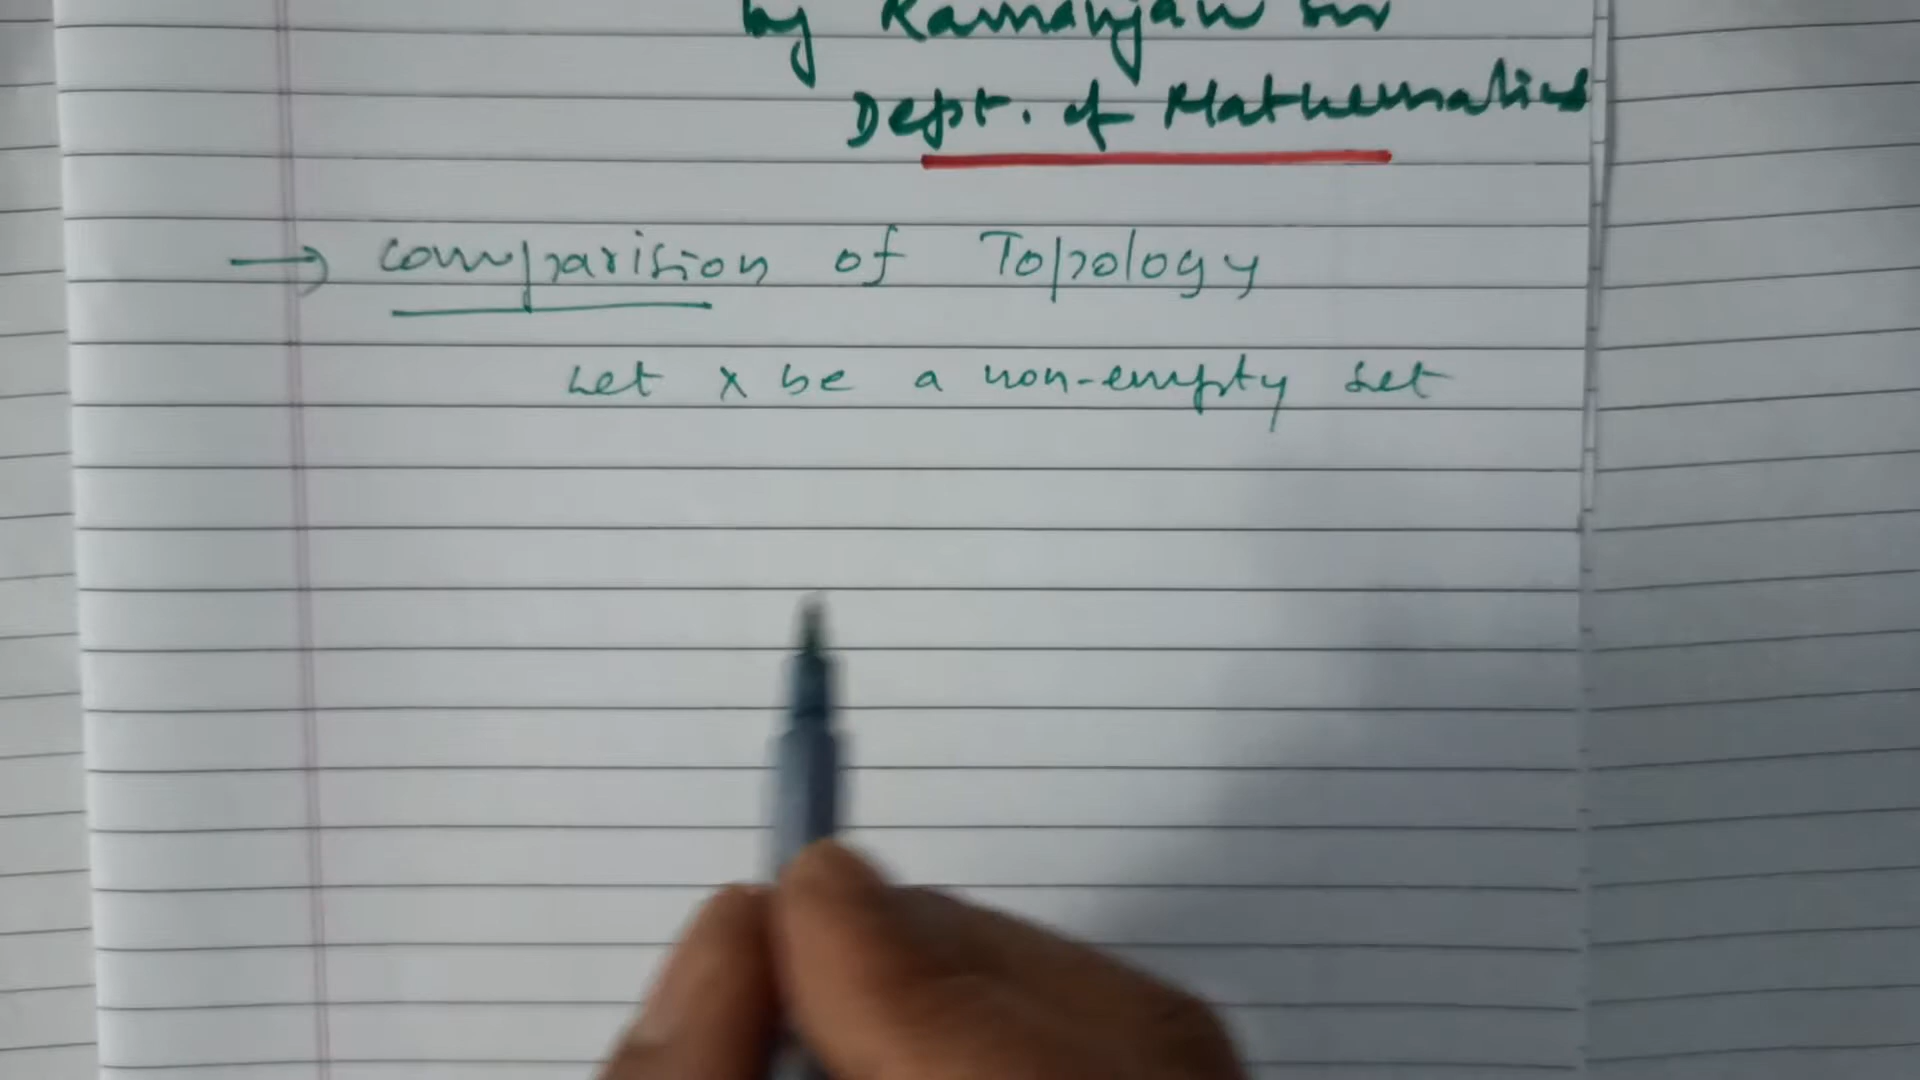 by Ramanjan sir
Dept. of Mathematics
→ comparision of Topology
Let X be a non-empty set